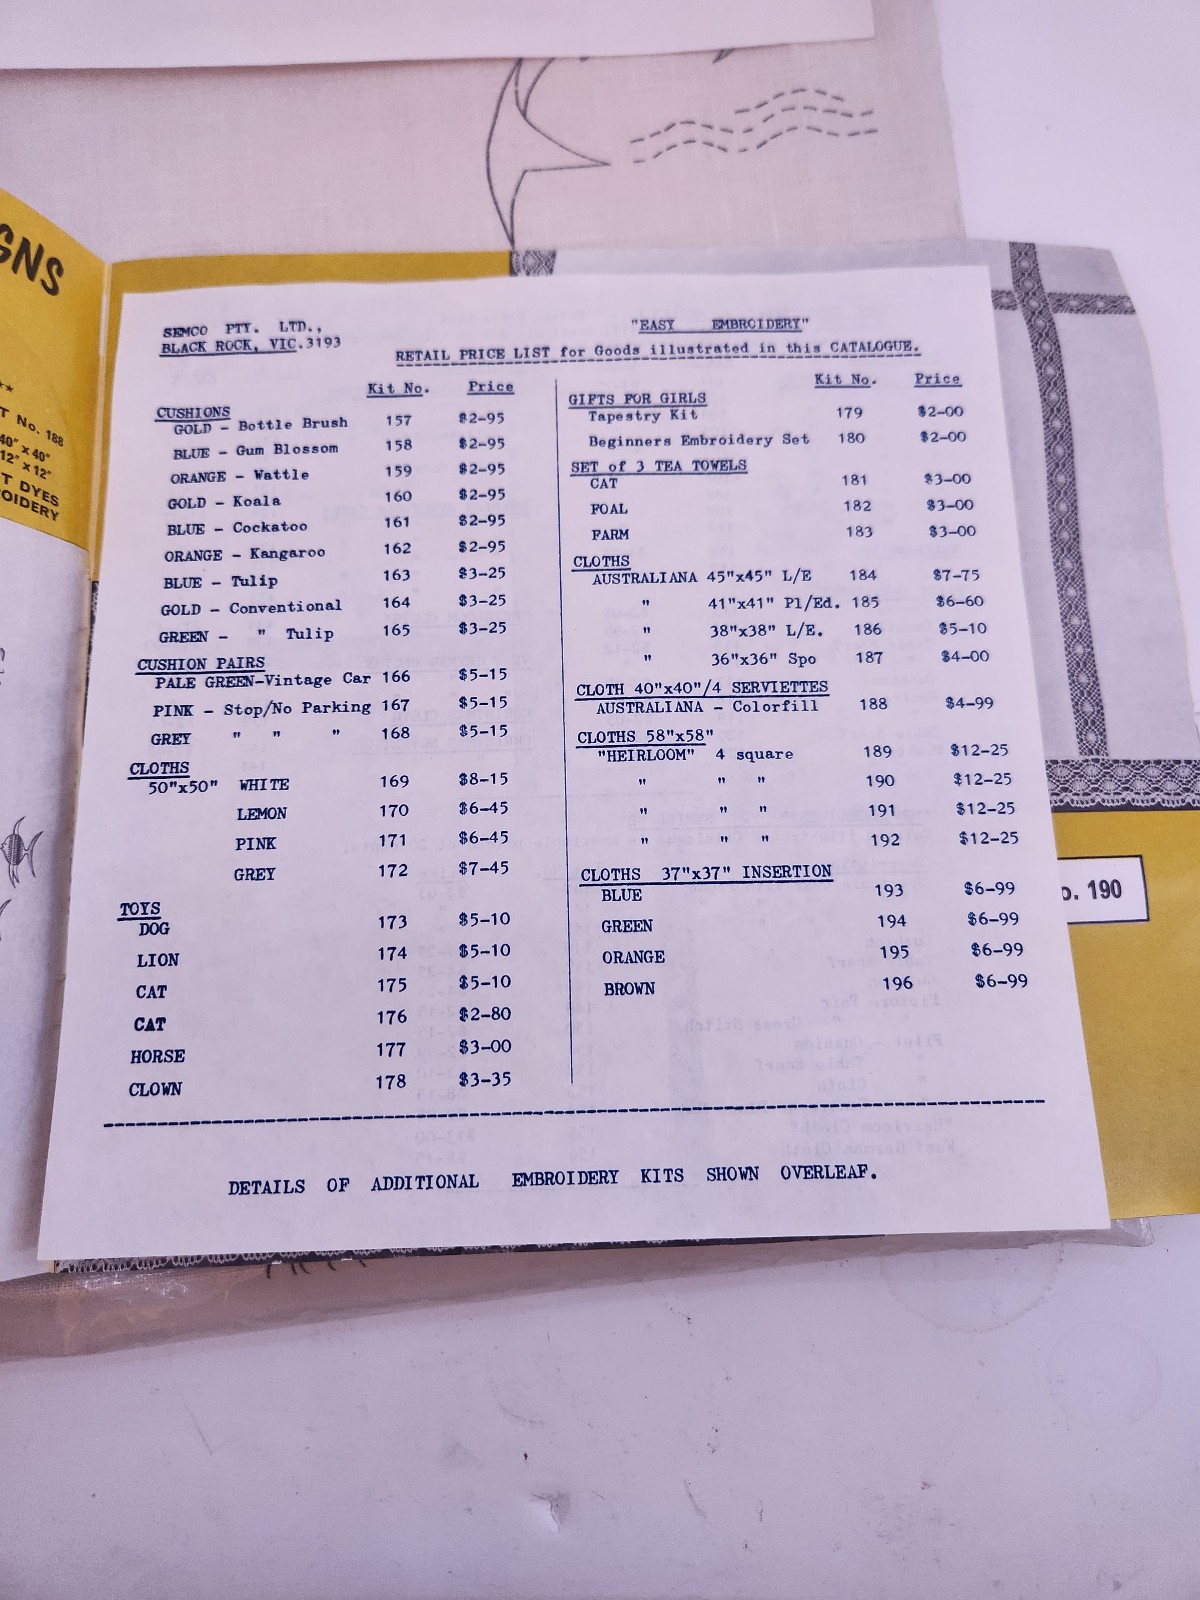 GNS
**
T No. 188
40" x 40"
12" x 12"
T DYES
OIDERY
SEMCO PTY. LTD.,
BLACK ROCK, VIC.3193
"EASY EMBROIDERY"
RETAIL PRICE LIST for Goods illustrated in this CATALOGUE.
Kit No. Price
CUSHIONS
GOLD - Bottle Brush 157 $2-95
BLUE - Gum Blossom 158 $2-95
ORANGE - Wattle 159 $2-95
GOLD - Koala 160 $2-95
BLUE - Cockatoo 161 $2-95
ORANGE - Kangaroo 162 $2-95
BLUE - Tulip 163 $3-25
GOLD - Conventional 164 $3-25
GREEN - " Tulip 165 $3-25
CUSHION PAIRS
PALE GREEN-Vintage Car 166 $5-15
PINK - Stop/No Parking 167 $5-15
GREY " " " 168 $5-15
CLOTHS
50"x50" WHITE 169 $8-15
LEMON 170 $6-45
PINK 171 $6-45
GREY 172 $7-45
TOYS
DOG 173 $5-10
LION 174 $5-10
CAT 175 $5-10
CAT 176 $2-80
HORSE 177 $3-00
CLOWN 178 $3-35
Kit No. Price
GIFTS FOR GIRLS
Tapestry Kit 179 $2-00
Beginners Embroidery Set 180 $2-00
SET of 3 TEA TOWELS
CAT 181 $3-00
FOAL 182 $3-00
FARM 183 $3-00
CLOTHS
AUSTRALIANA 45"x45" L/E 184 $7-75
" 41"x41" Pl/Ed. 185 $6-60
" 38"x38" L/E. 186 $5-10
" 36"x36" Spo 187 $4-00
CLOTH 40"x40"/4 SERVIETTES
AUSTRALIANA - Colorfill 188 $4-99
CLOTHS 58"x58"
"HEIRLOOM" 4 square 189 $12-25
" " " 190 $12-25
" " " 191 $12-25
" " " 192 $12-25
CLOTHS 37"x37" INSERTION
BLUE 193 $6-99
GREEN 194 $6-99
ORANGE 195 $6-99
BROWN 196 $6-99
DETAILS OF ADDITIONAL EMBROIDERY KITS SHOWN OVERLEAF.
o. 190